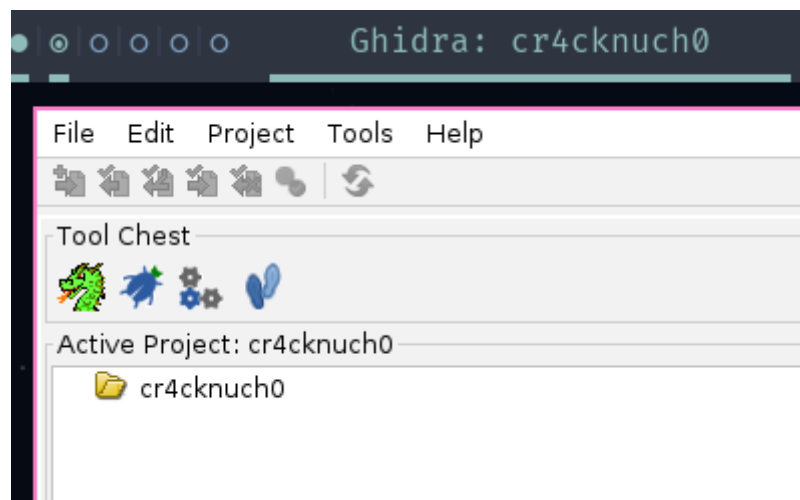 Ghidra: cr4cknuch0
File Edit Project Tools Help
Tool Chest
Active Project: cr4cknuch0
cr4cknuch0